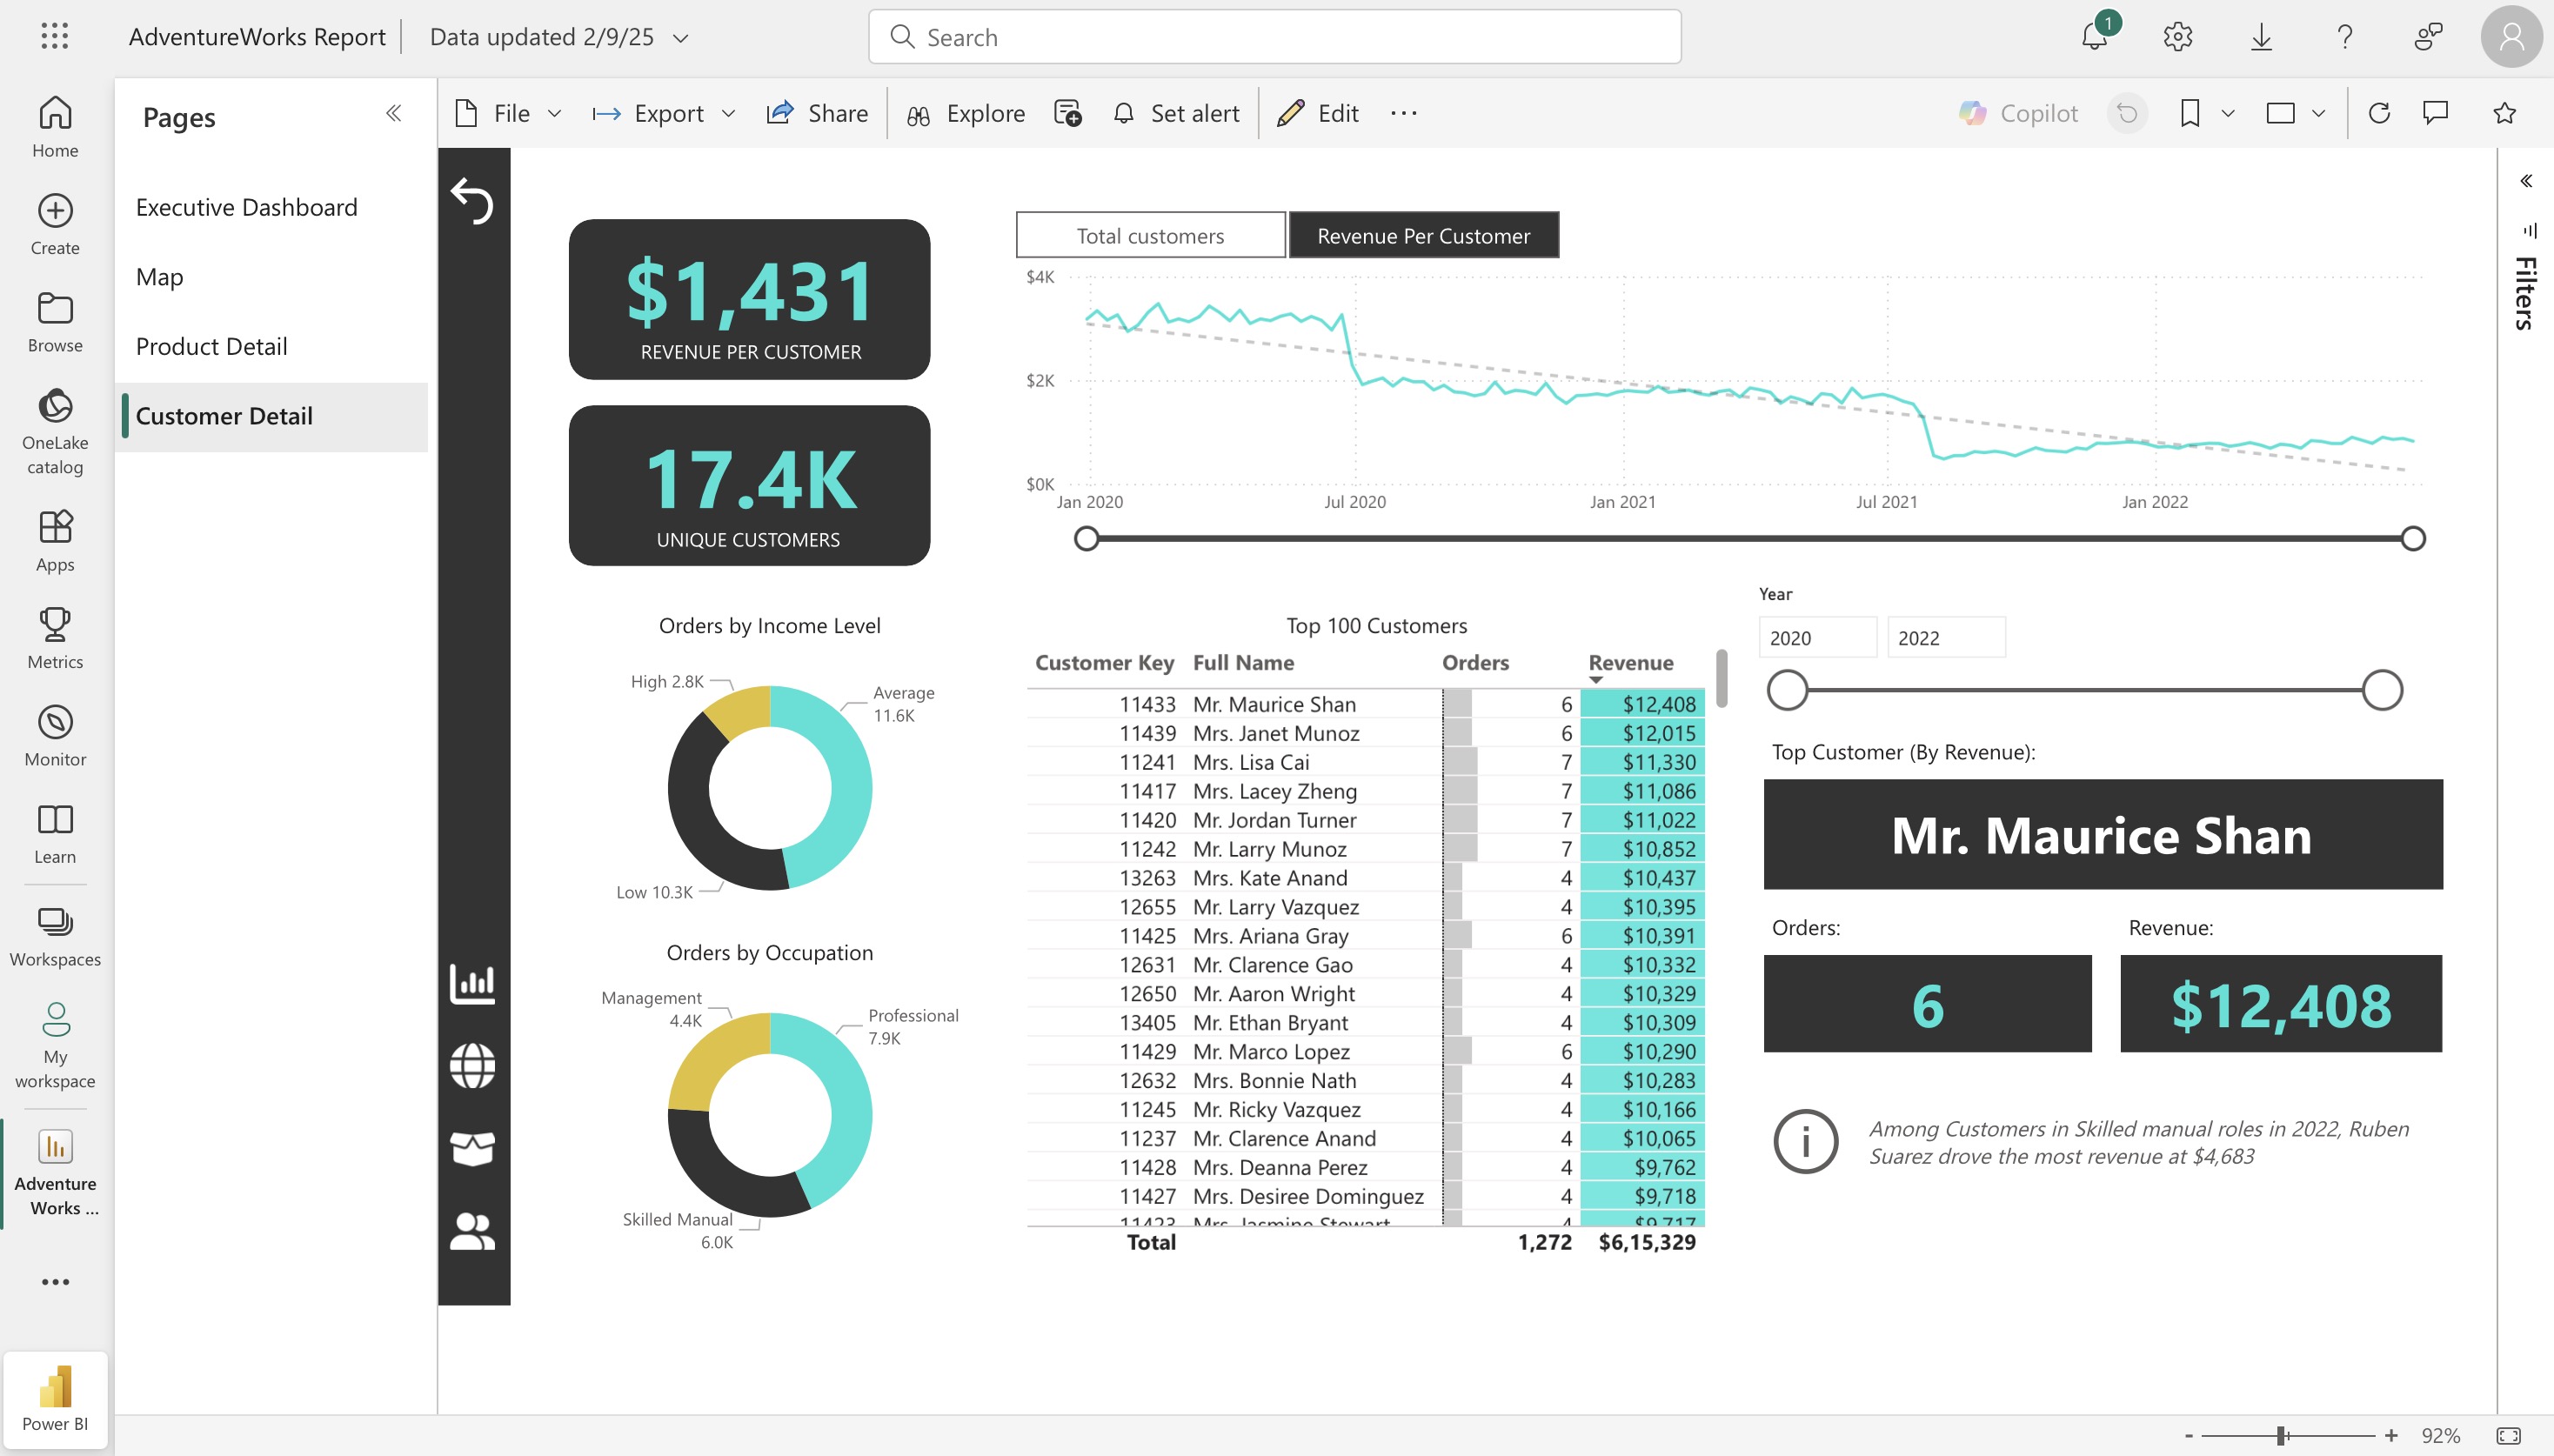 AdventureWorks Report
Data updated 2/9/25
Search
1
Home
Create
Browse
OneLake
catalog
Apps
Metrics
Monitor
Learn
Workspaces
My
workspace
Adventure
Works ...
Power BI
Pages
Executive Dashboard
Map
Product Detail
Customer Detail
File
Export
Share
Explore
Set alert
Edit
Copilot
Filters
$1,431
REVENUE PER CUSTOMER
17.4K
UNIQUE CUSTOMERS
Total customers
Revenue Per Customer
$4K
$2K
$0K
Jan 2020
Jul 2020
Jan 2021
Jul 2021
Jan 2022
Orders by Income Level
High 2.8K
Average
11.6K
Low 10.3K
Orders by Occupation
Management
4.4K
Professional
7.9K
Skilled Manual
6.0K
Top 100 Customers
Customer Key Full Name Orders Revenue
11433 Mr. Maurice Shan 6 $12,408
11439 Mrs. Janet Munoz 6 $12,015
11241 Mrs. Lisa Cai 7 $11,330
11417 Mrs. Lacey Zheng 7 $11,086
11420 Mr. Jordan Turner 7 $11,022
11242 Mr. Larry Munoz 7 $10,852
13263 Mrs. Kate Anand 4 $10,437
12655 Mr. Larry Vazquez 4 $10,395
11425 Mrs. Ariana Gray 6 $10,391
12631 Mr. Clarence Gao 4 $10,332
12650 Mr. Aaron Wright 4 $10,329
13405 Mr. Ethan Bryant 4 $10,309
11429 Mr. Marco Lopez 6 $10,290
12632 Mrs. Bonnie Nath 4 $10,283
11245 Mr. Ricky Vazquez 4 $10,166
11237 Mr. Clarence Anand 4 $10,065
11428 Mrs. Deanna Perez 4 $9,762
11427 Mrs. Desiree Dominguez 4 $9,718
11423 Mrs. Jasmine Stewart 4 $9,717
Total 1,272 $6,15,329
Year
2020
2022
Top Customer (By Revenue):
Mr. Maurice Shan
Orders:
Revenue:
6
$12,408
Among Customers in Skilled manual roles in 2022, Ruben
Suarez drove the most revenue at $4,683
92%